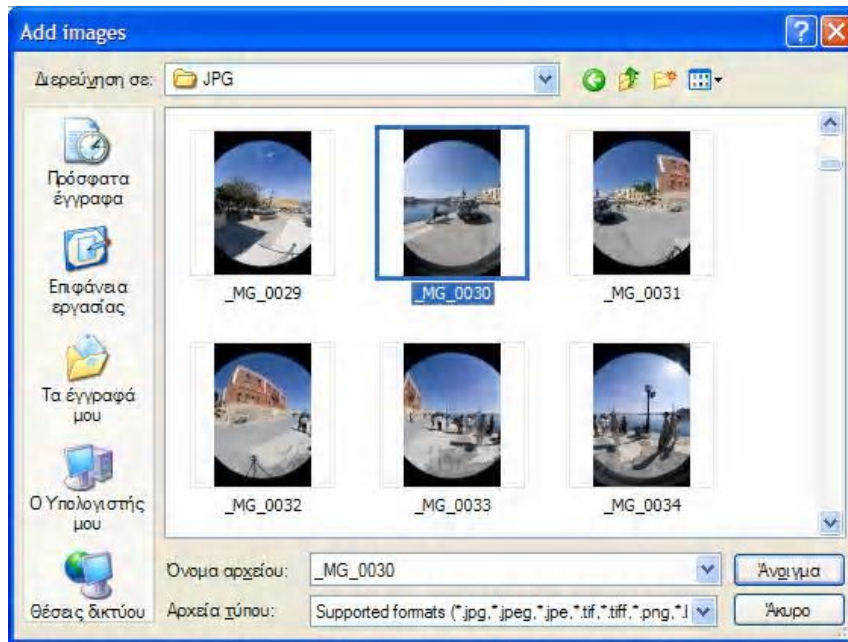 Add images
Διερεύνηση σε:
JPG
Πρόσφατα
έγγραφα
Επιφάνεια
εργασίας
Τα έγγραφά
μου
Ο Υπολογιστής
μου
Θέσεις δικτύου
_MG_0029
_MG_0030
_MG_0031
_MG_0032
_MG_0033
_MG_0034
Όνομα αρχείου:
_MG_0030
Άνοιγμα
Αρχεία τύπου:
Supported formats (*.jpg,*.jpeg,*.jpe,*.tif,*.tiff,*.png,*.
Άκυρο